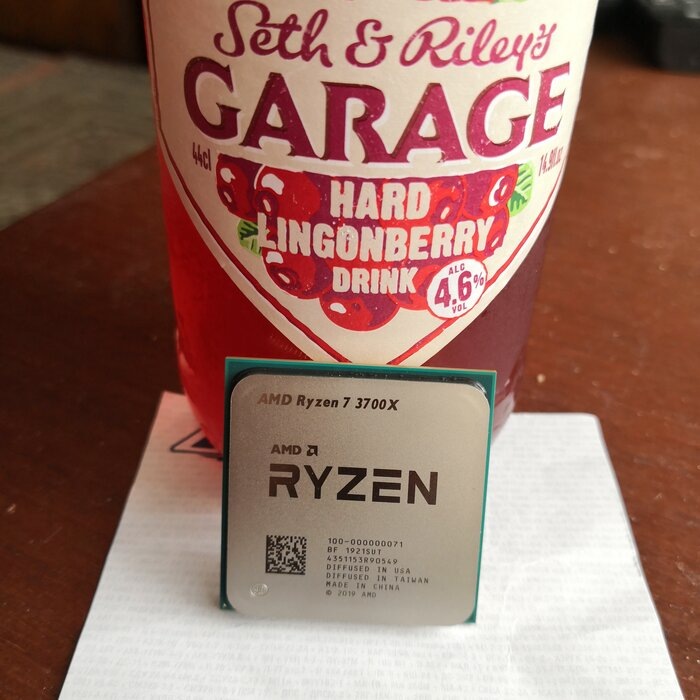 Seth & Riley's
GARAGE
44cl
HARD
LINGONBERRY
DRINK
ALC
4.6%
VOL
AMD Ryzen 7 3700X
AMD
RYZEN
100-000000071
BF 1921SUT
4351153R90549
DIFFUSED IN USA
DIFFUSED IN TAIWAN
MADE IN CHINA
© 2019 AMD